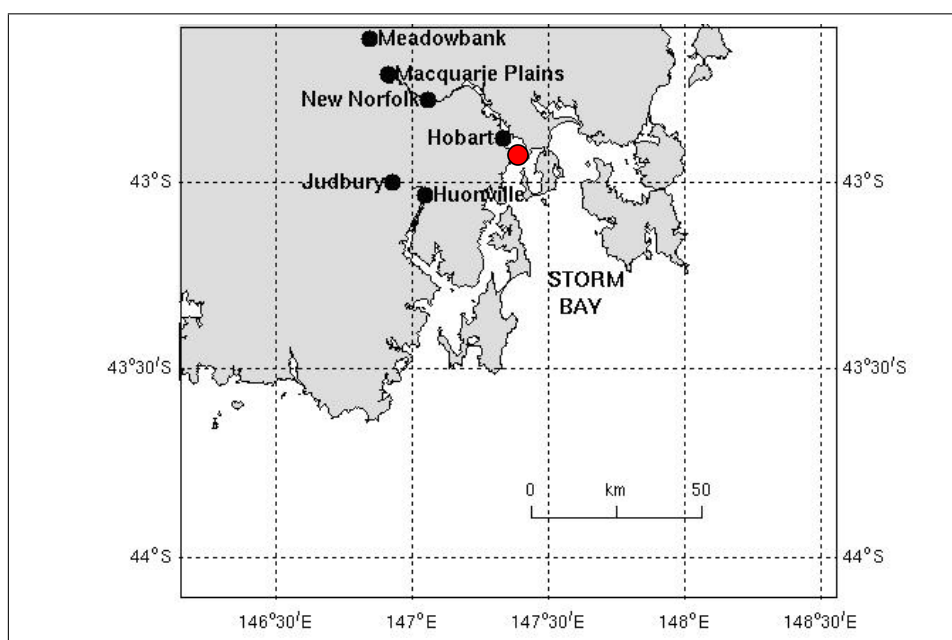 Meadowbank
Macquarie Plains
New Norfolk
Hobart
43°S
Judbury
43°S
Huonville
STORM
BAY
43°30'S
43°30'S
0 km 50
44°S
44°S
146°30'E 147°E 147°30'E 148°E 148°30'E